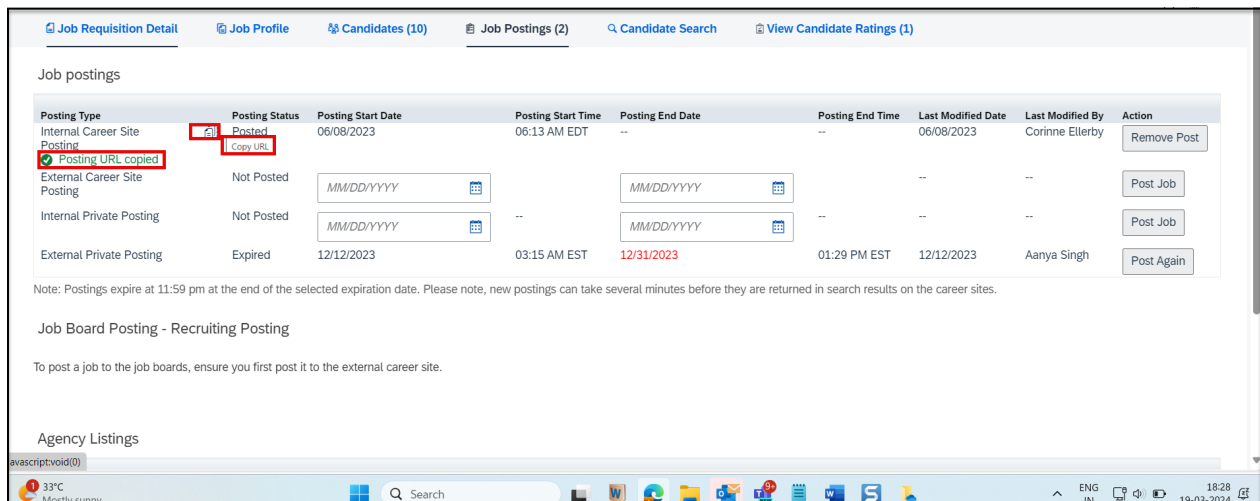 Job Requisition Detail Job Profile Candidates (10) Job Postings (2) Candidate Search View Candidate Ratings (1)
Job postings
Posting Type Posting Status Posting Start Date Posting Start Time Posting End Date Posting End Time Last Modified Date Last Modified By Action
Internal Career Site Posted 06/08/2023 06:13 AM EDT -- -- 06/08/2023 Corinne Ellerby Remove Post
Posting Copy URL
Posting URL copied
External Career Site Not Posted MM/DD/YYYY MM/DD/YYYY -- -- Post Job
Posting
Internal Private Posting Not Posted MM/DD/YYYY -- MM/DD/YYYY -- -- -- Post Job
External Private Posting Expired 12/12/2023 03:15 AM EST 12/31/2023 01:29 PM EST 12/12/2023 Aanya Singh Post Again
Note: Postings expire at 11:59 pm at the end of the selected expiration date. Please note, new postings can take several minutes before they are returned in search results on the career sites.
Job Board Posting - Recruiting Posting
To post a job to the job boards, ensure you first post it to the external career site.
Agency Listings
avascript:void(0)
1 33°C Search W 9+ W S ENG 18:28
Mostly sunny IN 19-03-2024